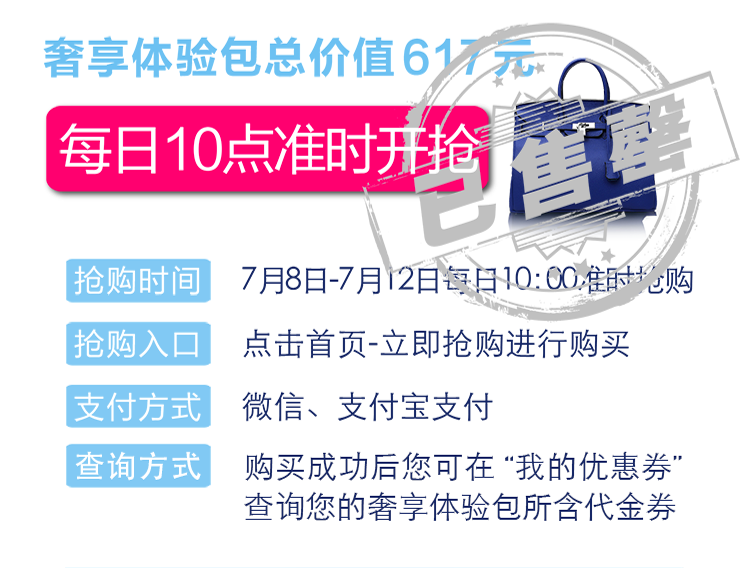 奢享体验包总价值617元
每日10点准时开抢
已售罄
抢购时间 7月8日-7月12日每日10:00准时抢购
抢购入口 点击首页-立即抢购进行购买
支付方式 微信、支付宝支付
查询方式 购买成功后您可在“我的优惠券”
查询您的奢享体验包所含代金券